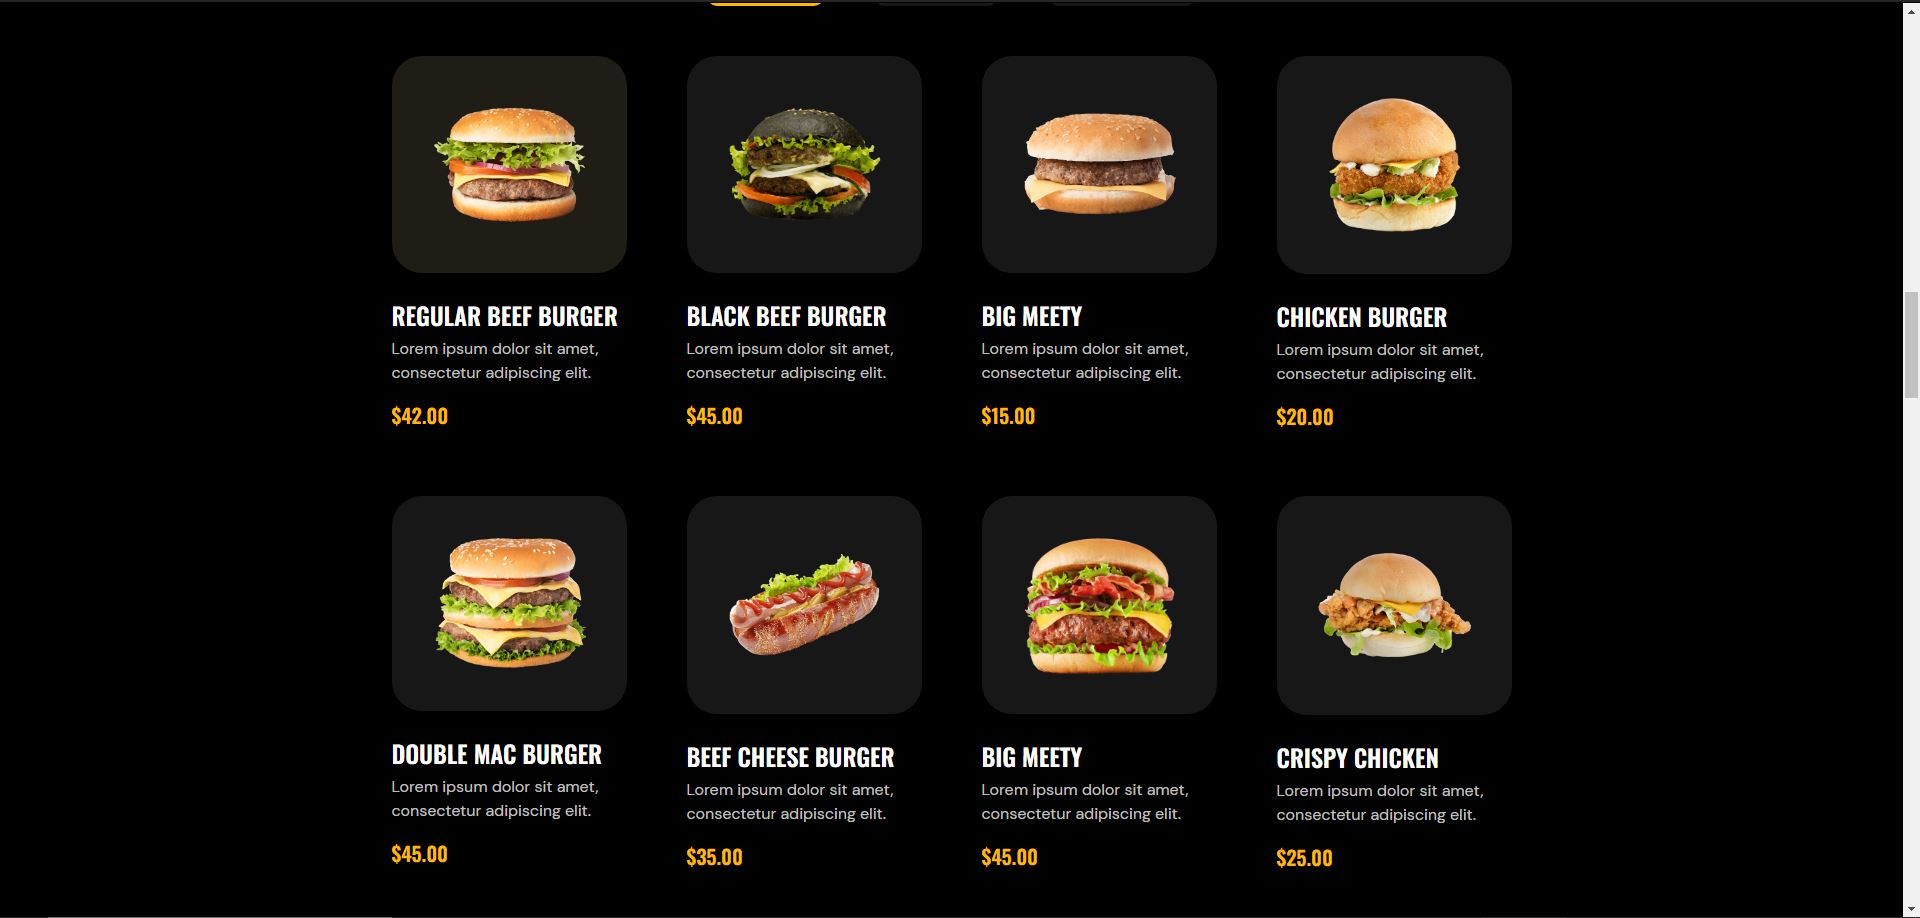 REGULAR BEEF BURGER
Lorem ipsum dolor sit amet,
consectetur adipiscing elit.
$42.00
BLACK BEEF BURGER
Lorem ipsum dolor sit amet,
consectetur adipiscing elit.
$45.00
BIG MEETY
Lorem ipsum dolor sit amet,
consectetur adipiscing elit.
$15.00
CHICKEN BURGER
Lorem ipsum dolor sit amet,
consectetur adipiscing elit.
$20.00
DOUBLE MAC BURGER
Lorem ipsum dolor sit amet,
consectetur adipiscing elit.
$45.00
BEEF CHEESE BURGER
Lorem ipsum dolor sit amet,
consectetur adipiscing elit.
$35.00
BIG MEETY
Lorem ipsum dolor sit amet,
consectetur adipiscing elit.
$45.00
CRISPY CHICKEN
Lorem ipsum dolor sit amet,
consectetur adipiscing elit.
$25.00